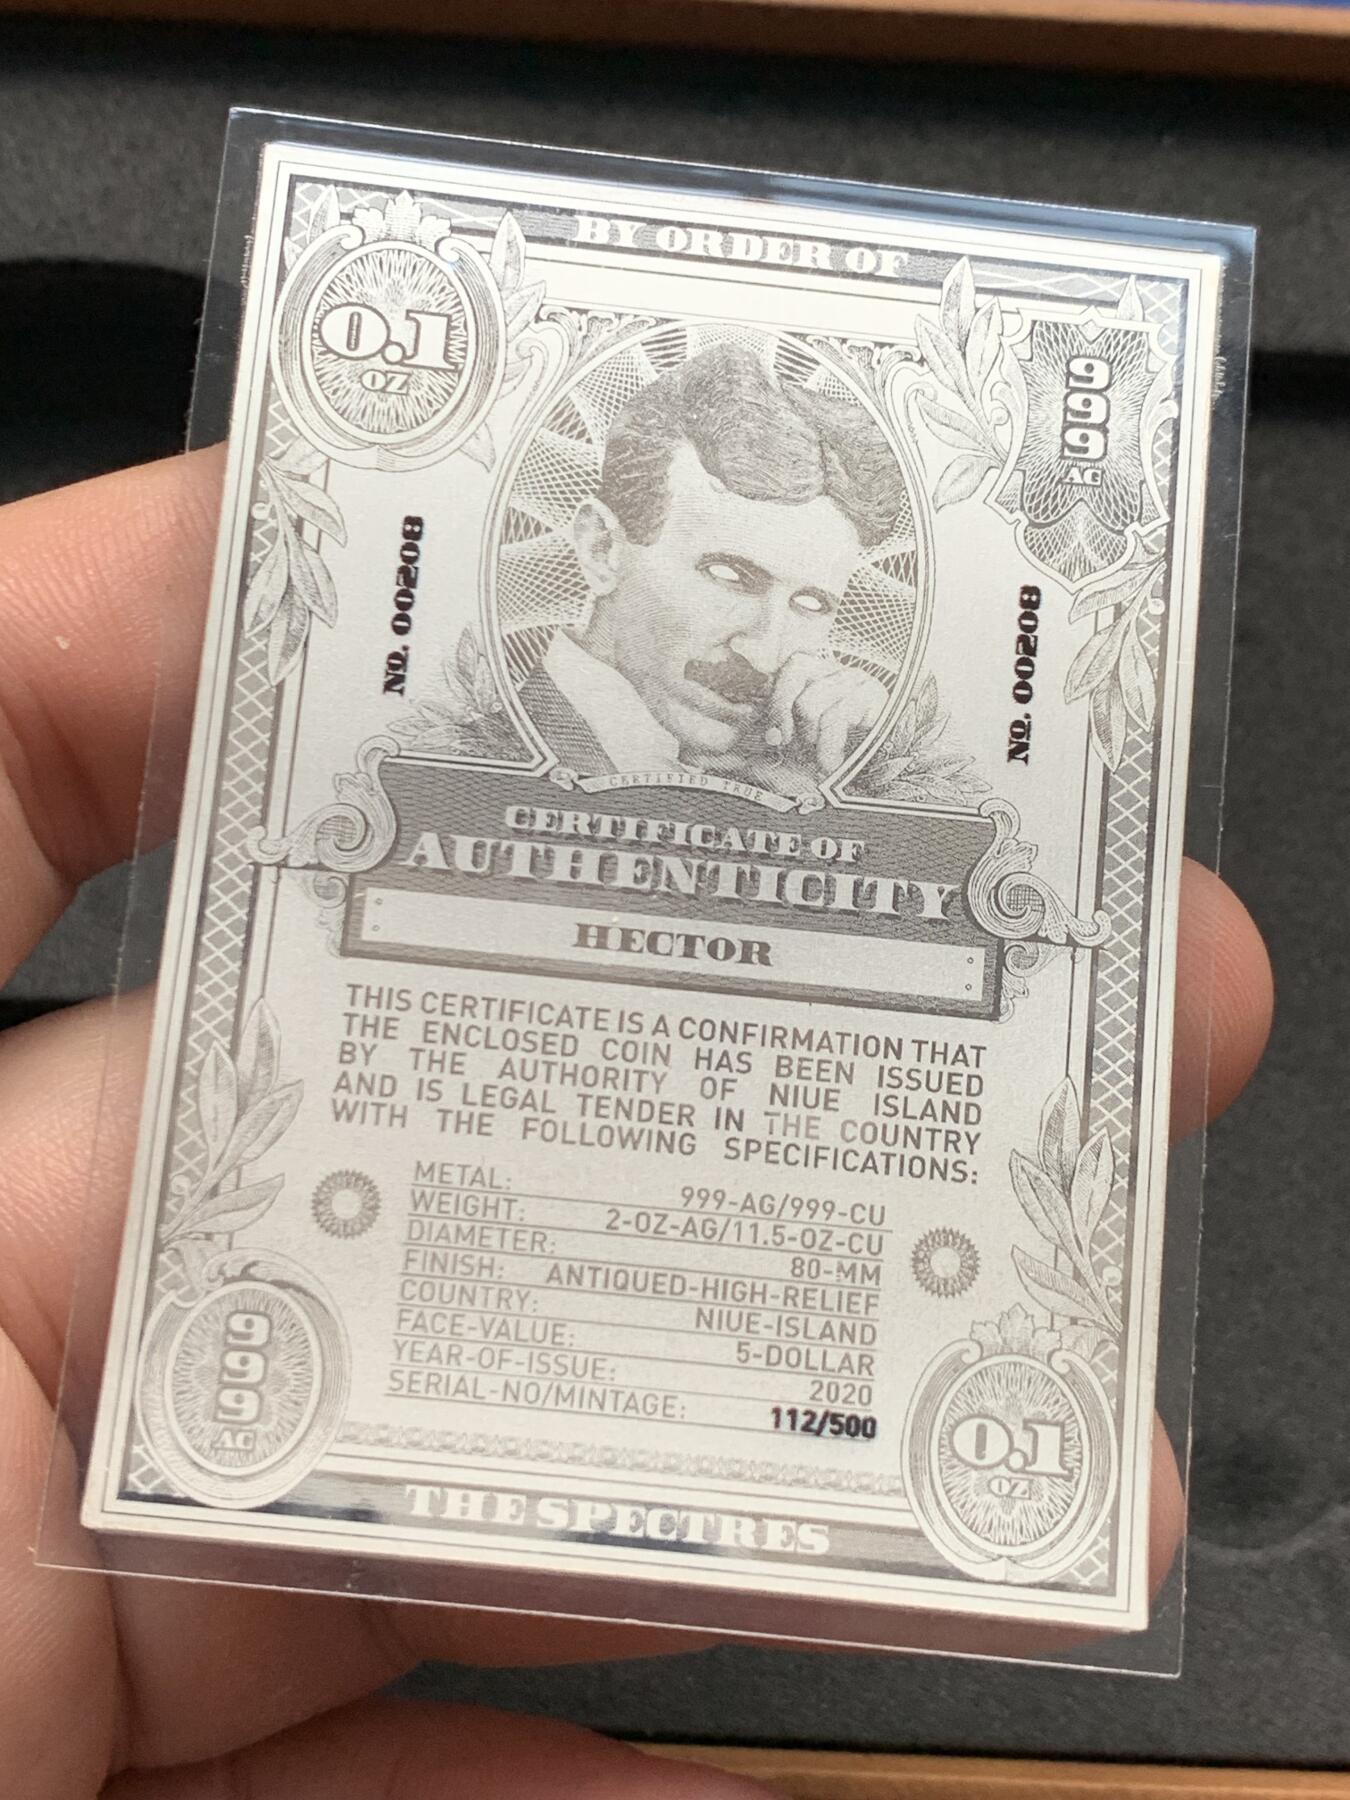 BY ORDER OF
0.1
OZ
999
AG
No. 00208
No. 00208
CERTIFIED TRUE
CERTIFICATE OF
AUTHENTICITY
HECTOR
THIS CERTIFICATE IS A CONFIRMATION THAT
THE ENCLOSED COIN HAS BEEN ISSUED
BY THE AUTHORITY OF NIUE ISLAND
AND IS LEGAL TENDER IN THE COUNTRY
WITH THE FOLLOWING SPECIFICATIONS:
METAL: 999-AG/999-CU
WEIGHT: 2-OZ-AG/11.5-OZ-CU
DIAMETER: 80-MM
FINISH: ANTIQUED-HIGH-RELIEF
COUNTRY: NIUE-ISLAND
FACE-VALUE: 5-DOLLAR
YEAR-OF-ISSUE: 2020
SERIAL-NO/MINTAGE: 112/500
999
AG
0.1
OZ
THE SPECTRES